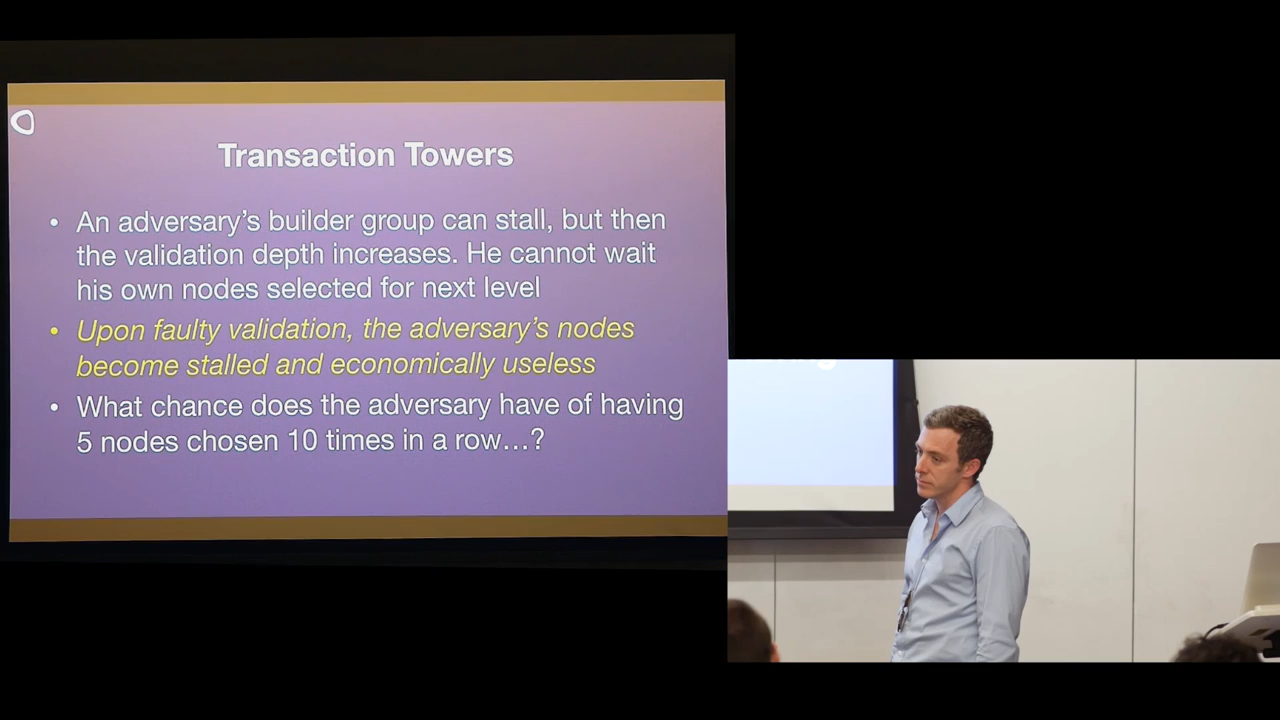 Transaction Towers
• An adversary's builder group can stall, but then
the validation depth increases. He cannot wait
his own nodes selected for next level
• Upon faulty validation, the adversary's nodes
become stalled and economically useless
• What chance does the adversary have of having
5 nodes chosen 10 times in a row…?